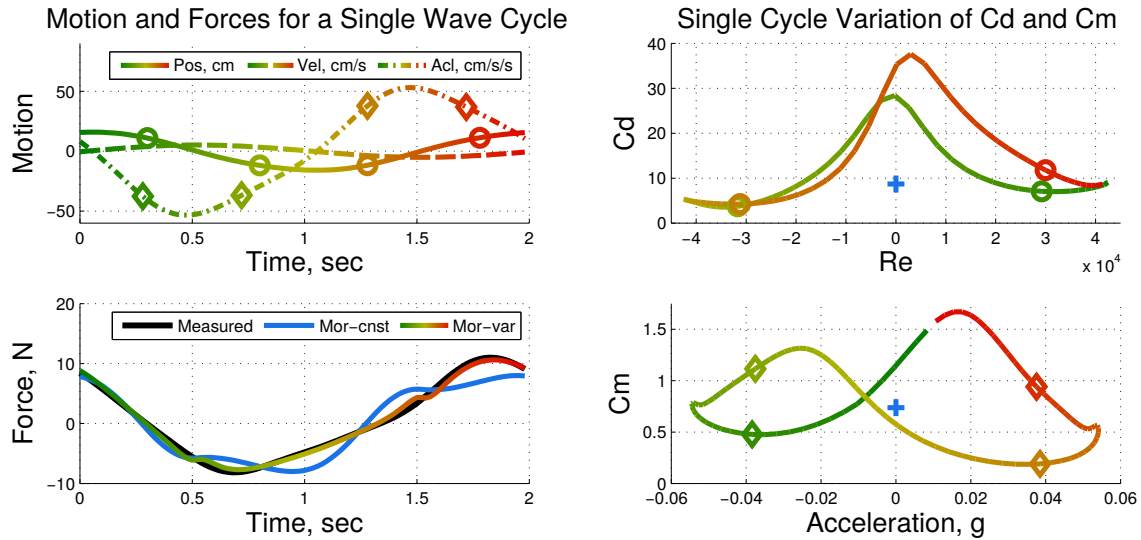 Motion and Forces for a Single Wave Cycle
Pos, cm Vel, cm/s Acl, cm/s/s
Motion
50
0
−50
0 0.5 1 1.5 2
Time, sec
Single Cycle Variation of Cd and Cm
Cd
40
30
20
10
0
−4 −3 −2 −1 0 1 2 3 4
Re
x 10⁴
Measured Mor−cnst Mor−var
Force, N
20
10
0
−10
0 0.5 1 1.5 2
Time, sec
Cm
1.5
1
0.5
0
−0.06 −0.04 −0.02 0 0.02 0.04 0.06
Acceleration, g